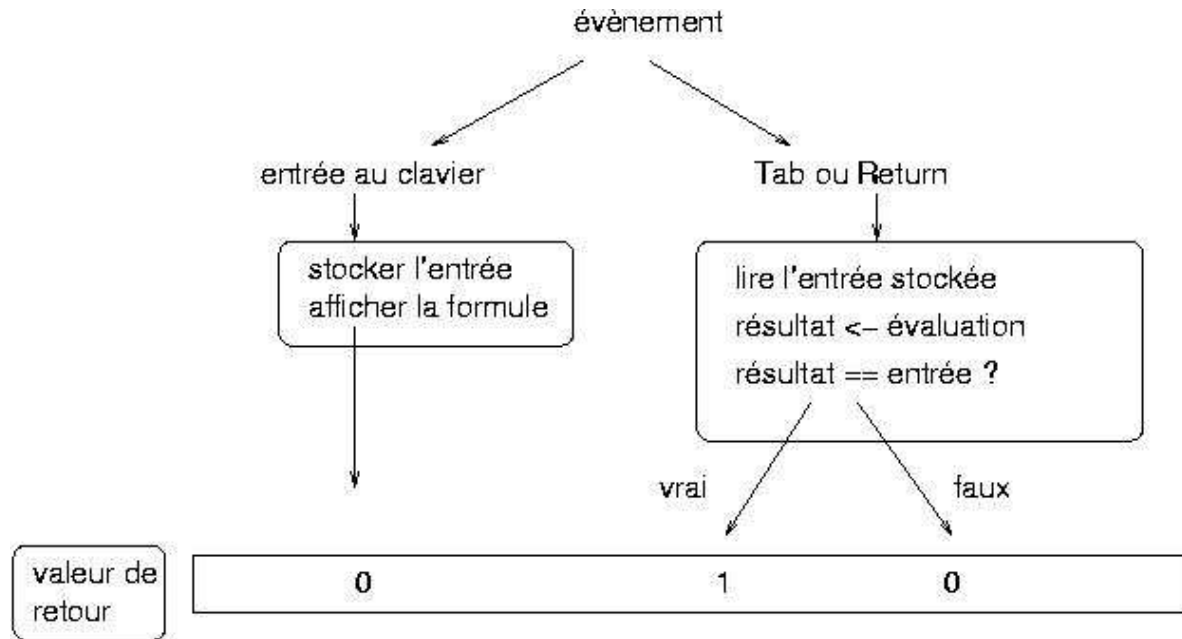 évènement
entrée au clavier
Tab ou Return
stocker l'entrée
afficher la formule
lire l'entrée stockée
résultat <- évaluation
résultat == entrée ?
vrai
faux
valeur de
retour
0
1
0